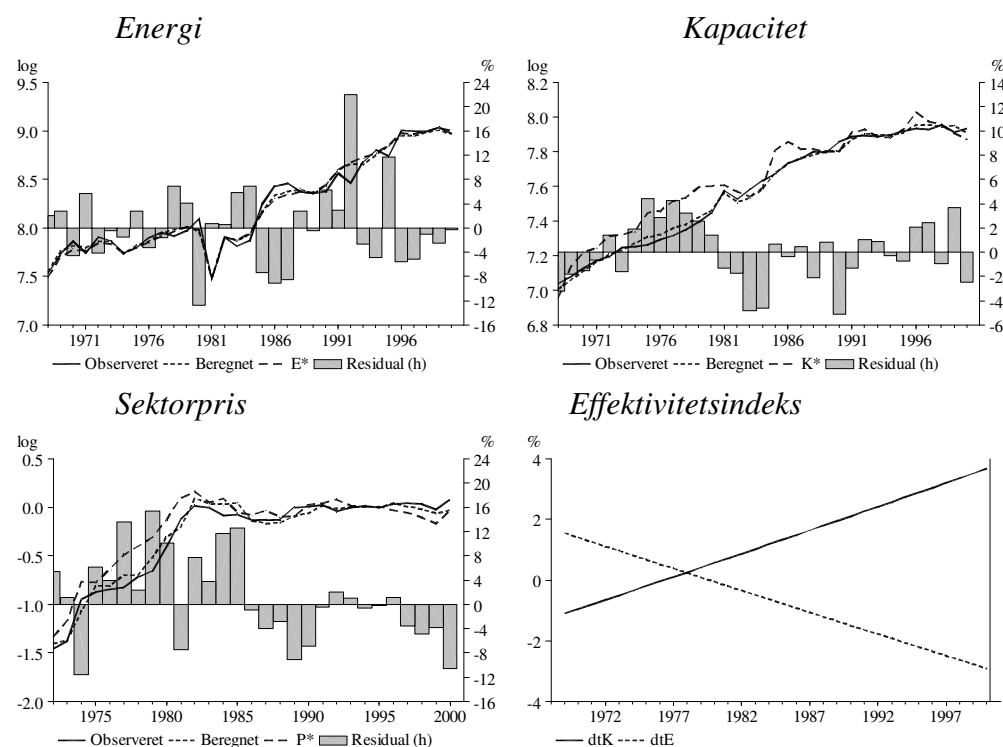 Energi
log %
9.5 24
20
9.0 16
12
8.5 8
4
8.0 0
-4
7.5 -8
-12
7.0 -16
1971 1976 1981 1986 1991 1996
Observeret Beregnet E* Residual (h)
Kapacitet
log %
8.2 14
12
8.0 10
7.8 8
6
7.6 4
7.4 2
0
7.2 -2
7.0 -4
6.8 -6
1971 1976 1981 1986 1991 1996
Observeret Beregnet K* Residual (h)
Sektorpris
log %
0.5 24
20
0.0 16
12
-0.5 8
4
-1.0 0
-4
-1.5 -8
-12
-2.0 -16
1975 1980 1985 1990 1995 2000
Observeret Beregnet P* Residual (h)
Effektivitetsindeks
%
4
2
0
-2
-4
1972 1977 1982 1987 1992 1997
dtK dtE